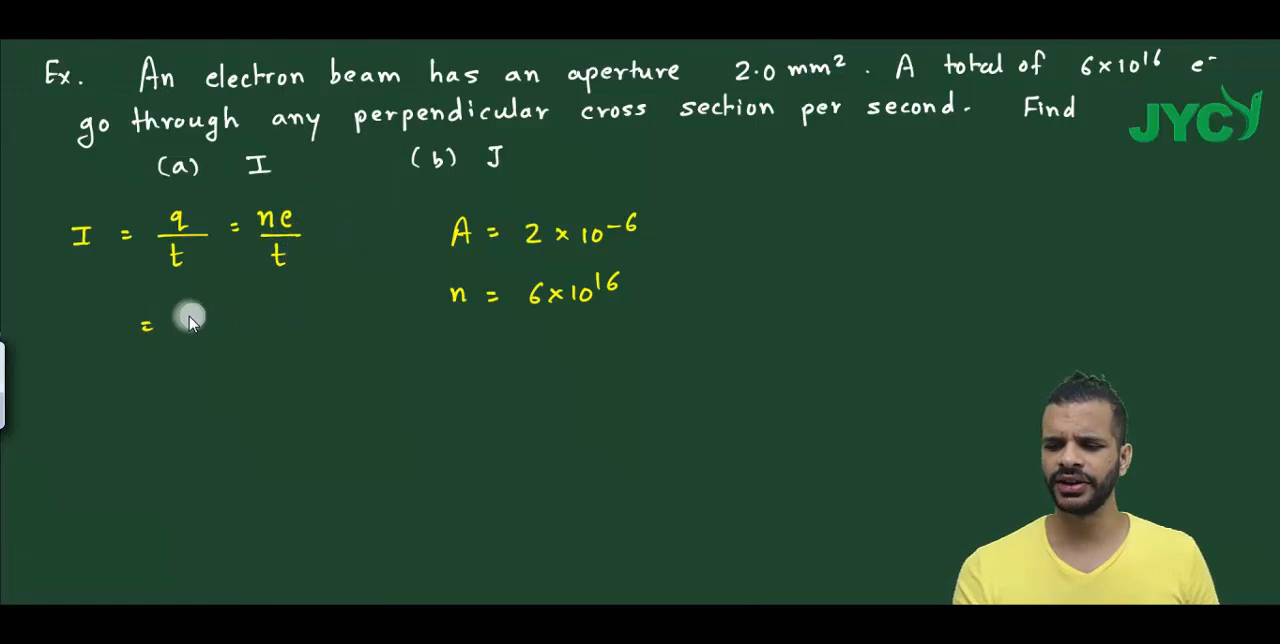 Ex. An electron beam has an aperture 2.0 mm². A total of 6×10¹⁶ e⁻
go through any perpendicular cross section per second. Find
JYC
(a) I (b) J
I = q/t = ne/t A = 2 × 10⁻⁶
= n = 6×10¹⁶